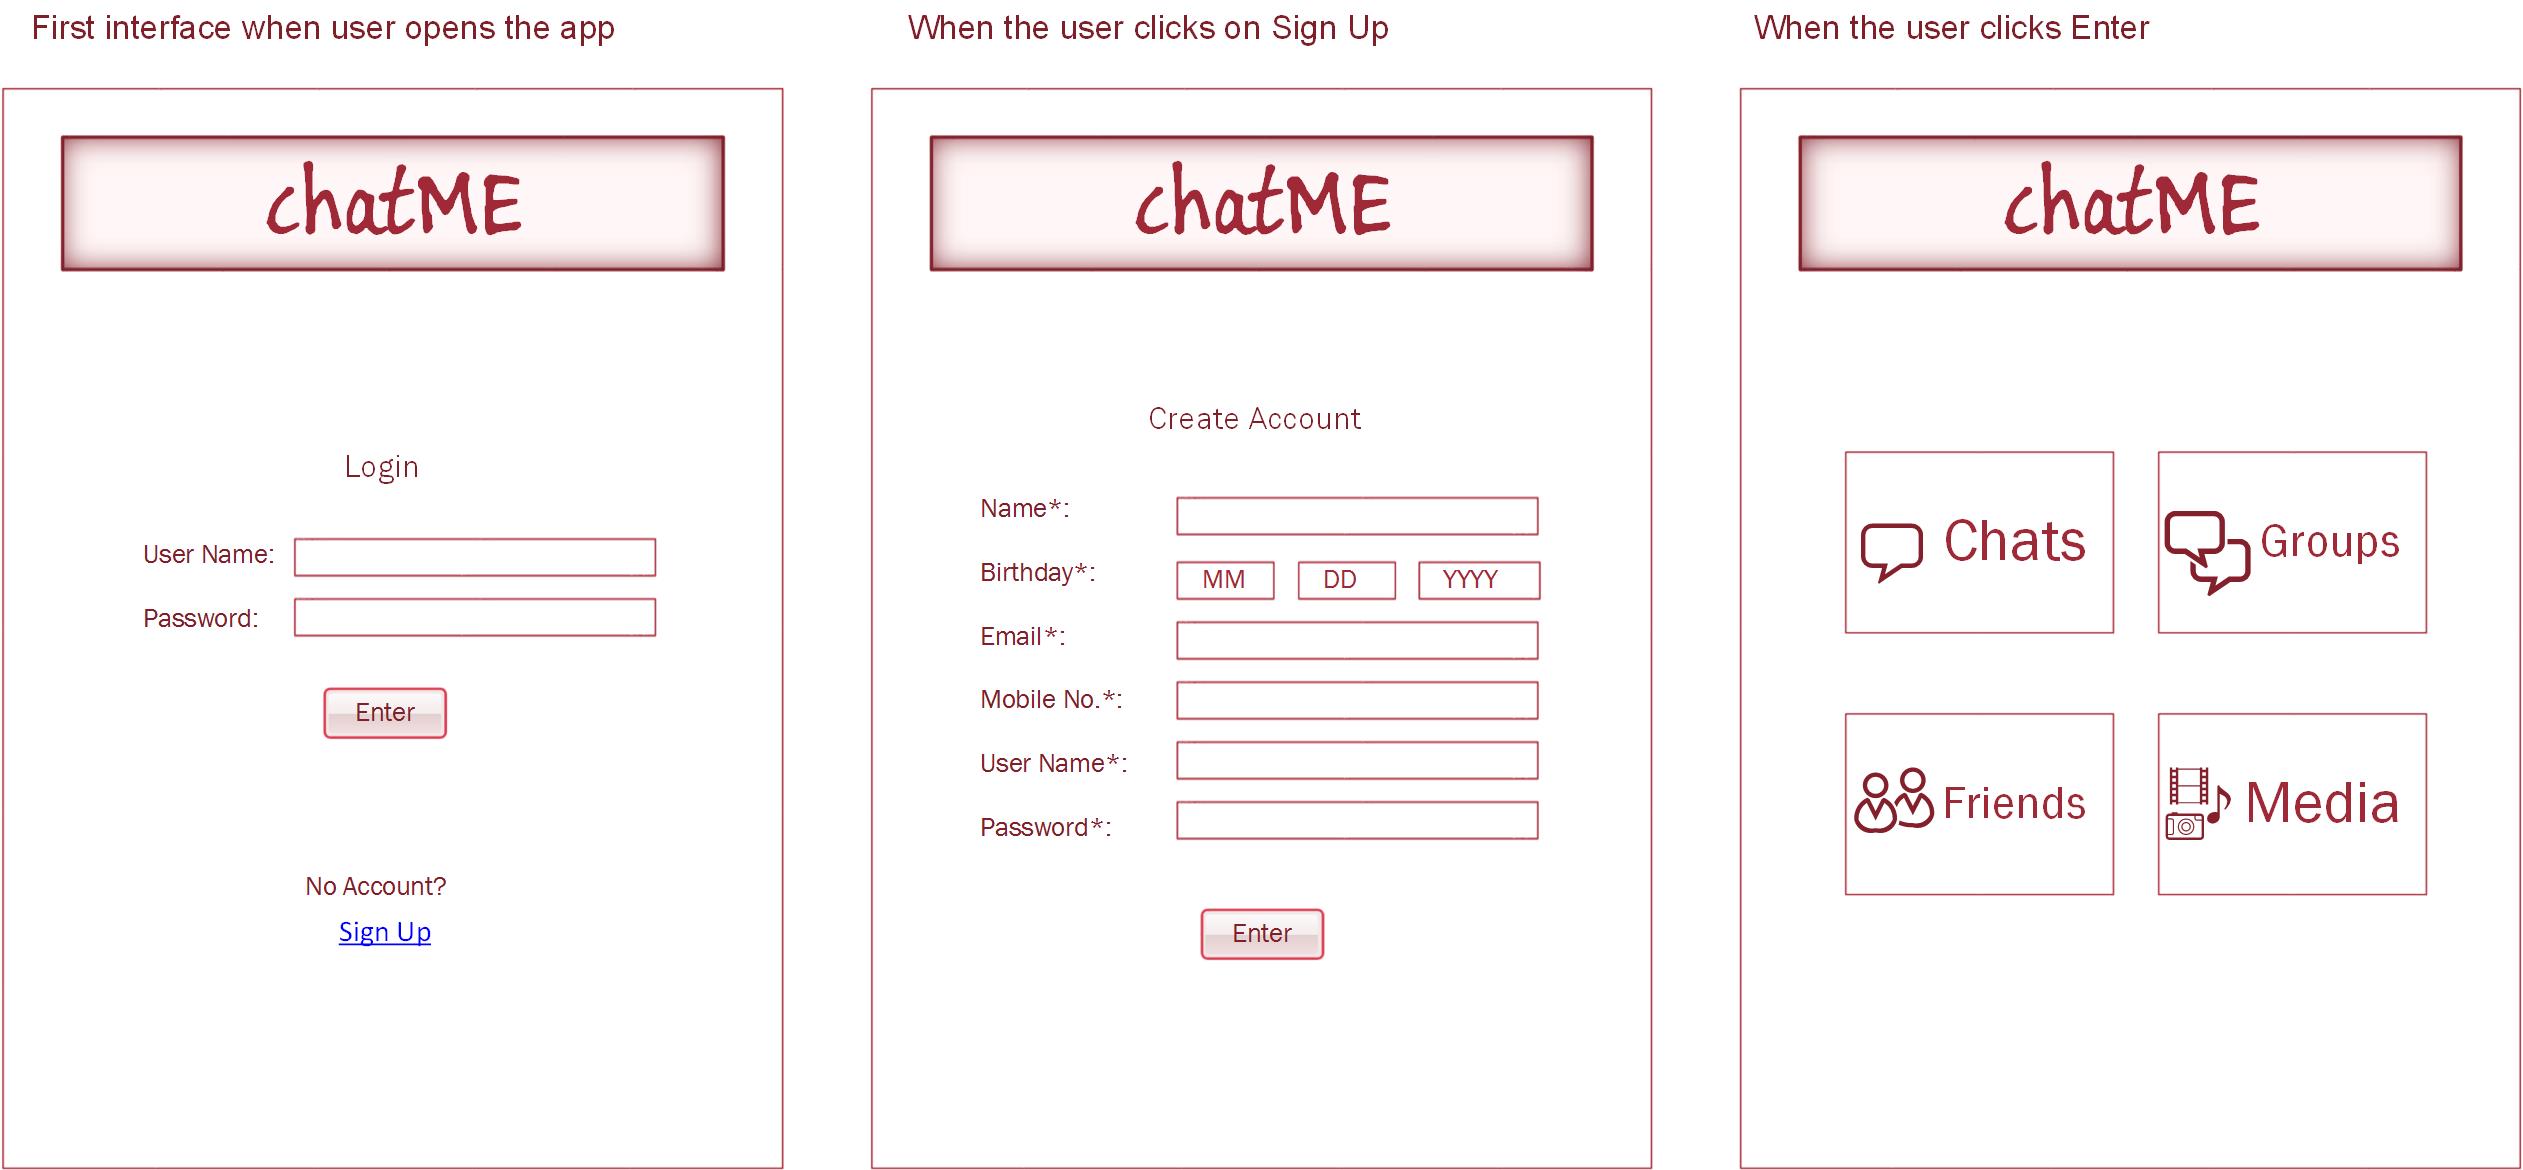 First interface when user opens the app
chatME
Login
User Name:
Password:
Enter
No Account?
Sign Up
When the user clicks on Sign Up
chatME
Create Account
Name*:
Birthday*: MM DD YYYY
Email*:
Mobile No.*:
User Name*:
Password*:
Enter
When the user clicks Enter
chatME
Chats Groups
Friends Media